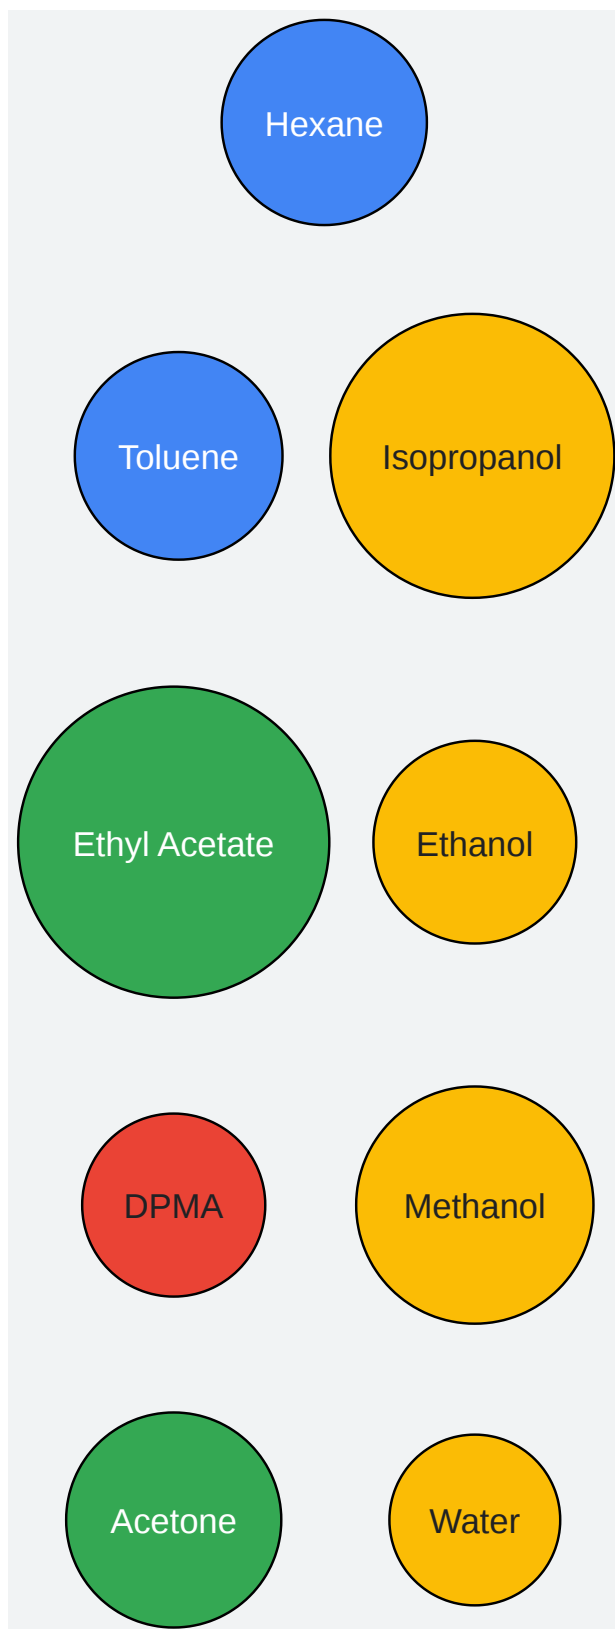 Hexane
Toluene
Isopropanol
Ethyl Acetate
Ethanol
DPMA
Methanol
Acetone
Water